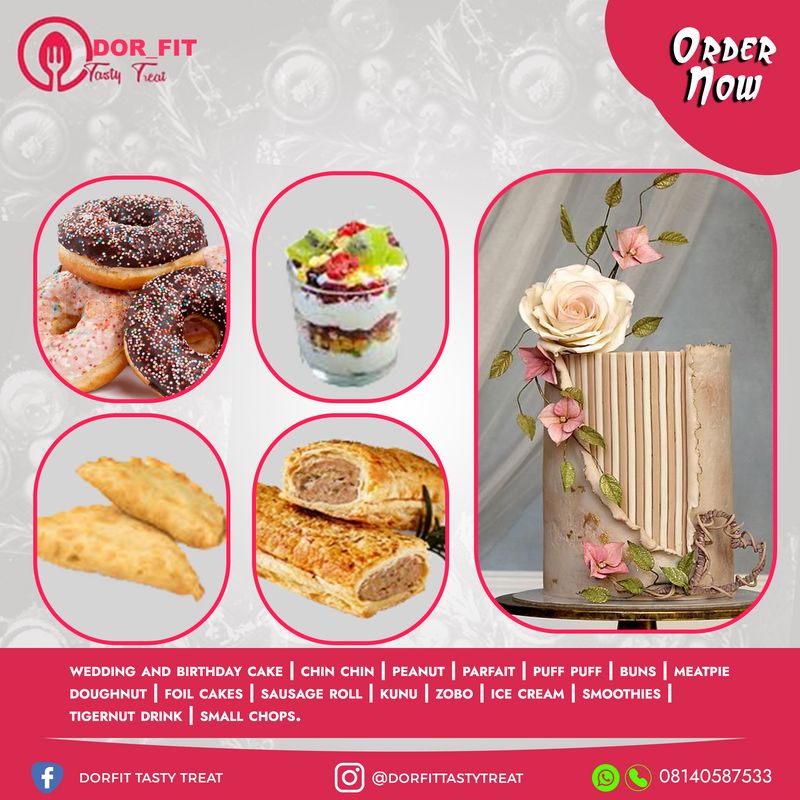 DOR_FIT
Tasty Treat
ORDER
NOW
WEDDING AND BIRTHDAY CAKE | CHIN CHIN | PEANUT | PARFAIT | PUFF PUFF | BUNS | MEATPIE
DOUGHNUT | FOIL CAKES | SAUSAGE ROLL | KUNU | ZOBO | ICE CREAM | SMOOTHIES |
TIGERNUT DRINK | SMALL CHOPS.
DORFIT TASTY TREAT
@DORFITTASTYTREAT
08140587533